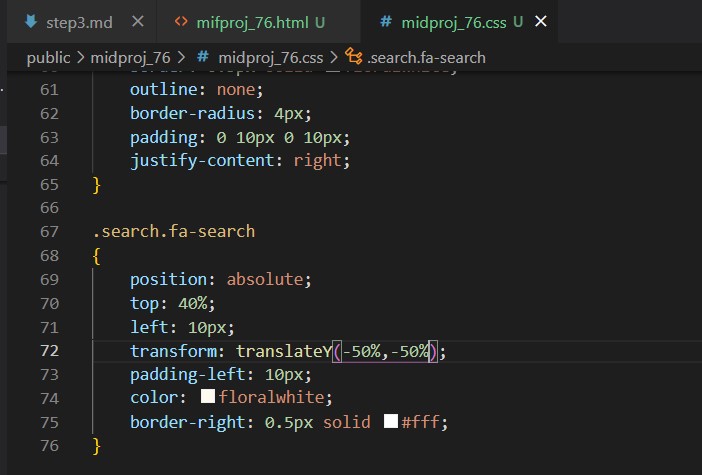 step3.md
mifproj_76.html U
midproj_76.css U
public > midproj_76 > # midproj_76.css > .search.fa-search
61 outline: none;
62 border-radius: 4px;
63 padding: 0 10px 0 10px;
64 justify-content: right;
65 }
66
67 .search.fa-search
68 {
69 position: absolute;
70 top: 40%;
71 left: 10px;
72 transform: translateY(-50%,-50%);
73 padding-left: 10px;
74 color: floralwhite;
75 border-right: 0.5px solid #fff;
76 }